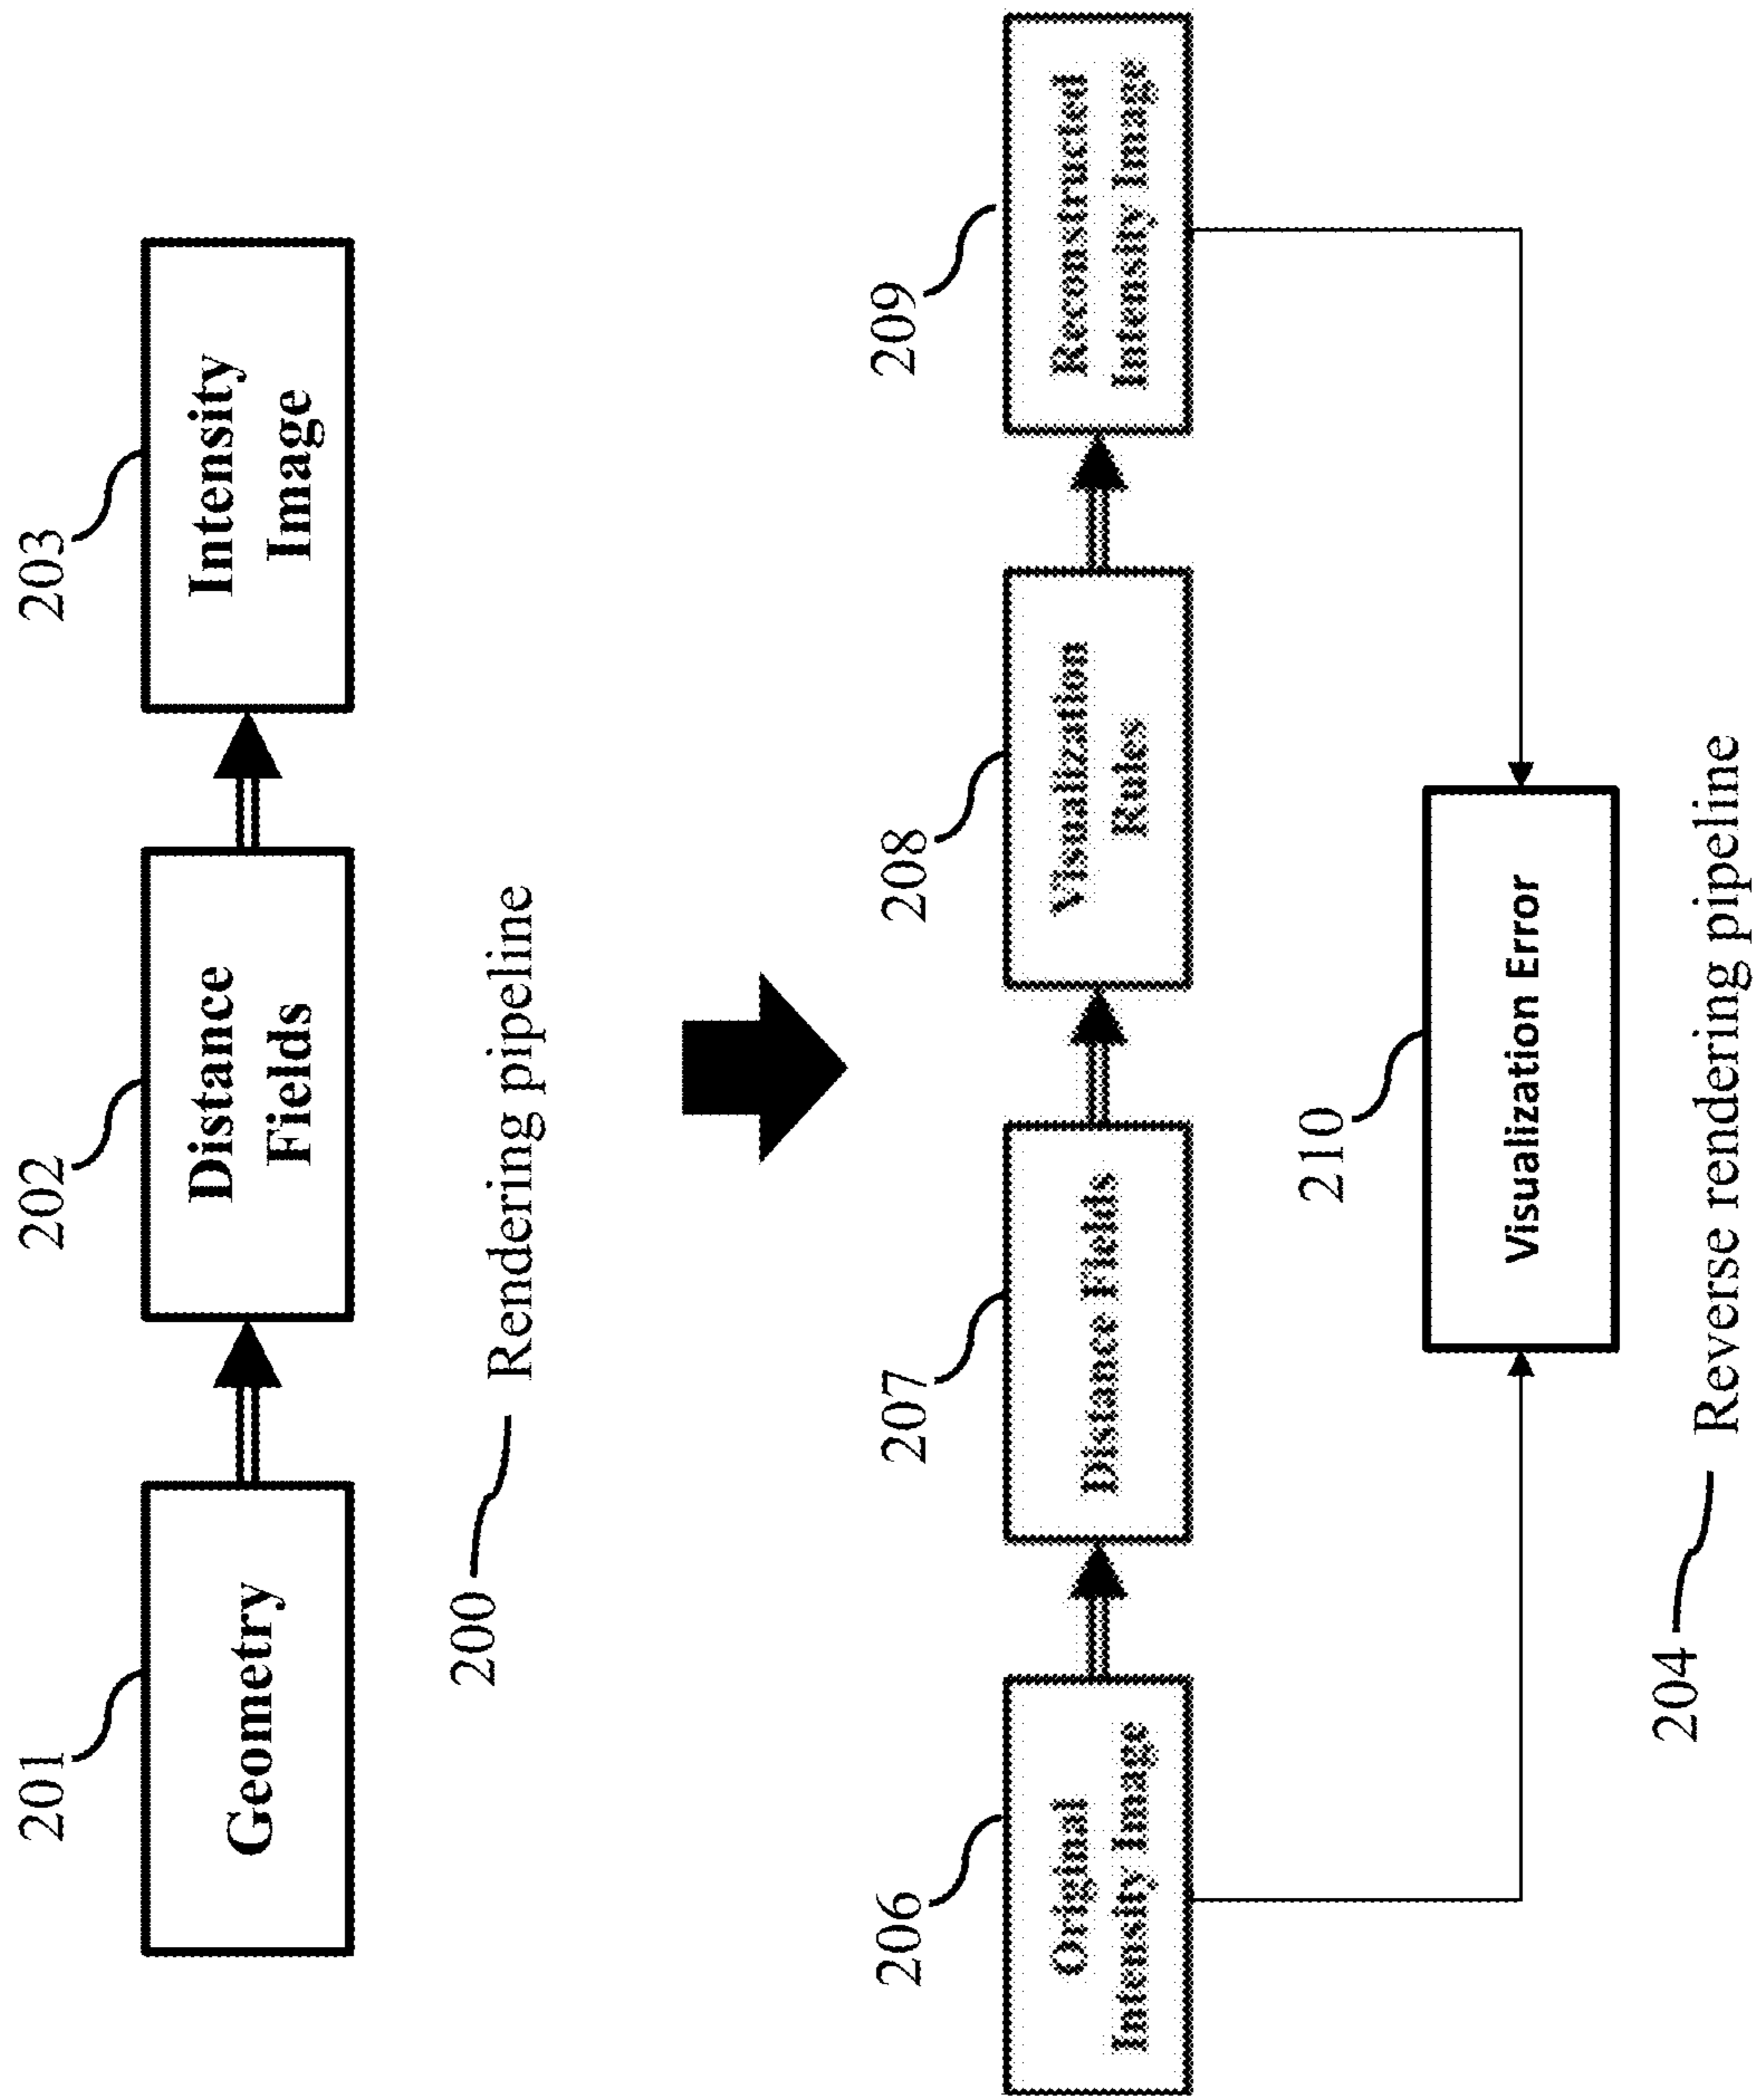 201
202
203
Geometry
Distance
Fields
Intensity
Image
200
Rendering pipeline
206
207
208
209
Original
Intensity Image
Distance Fields
Visualization
Rules
Reconstructed
Intensity Image
210
Visualization Error
204
Reverse rendering pipeline